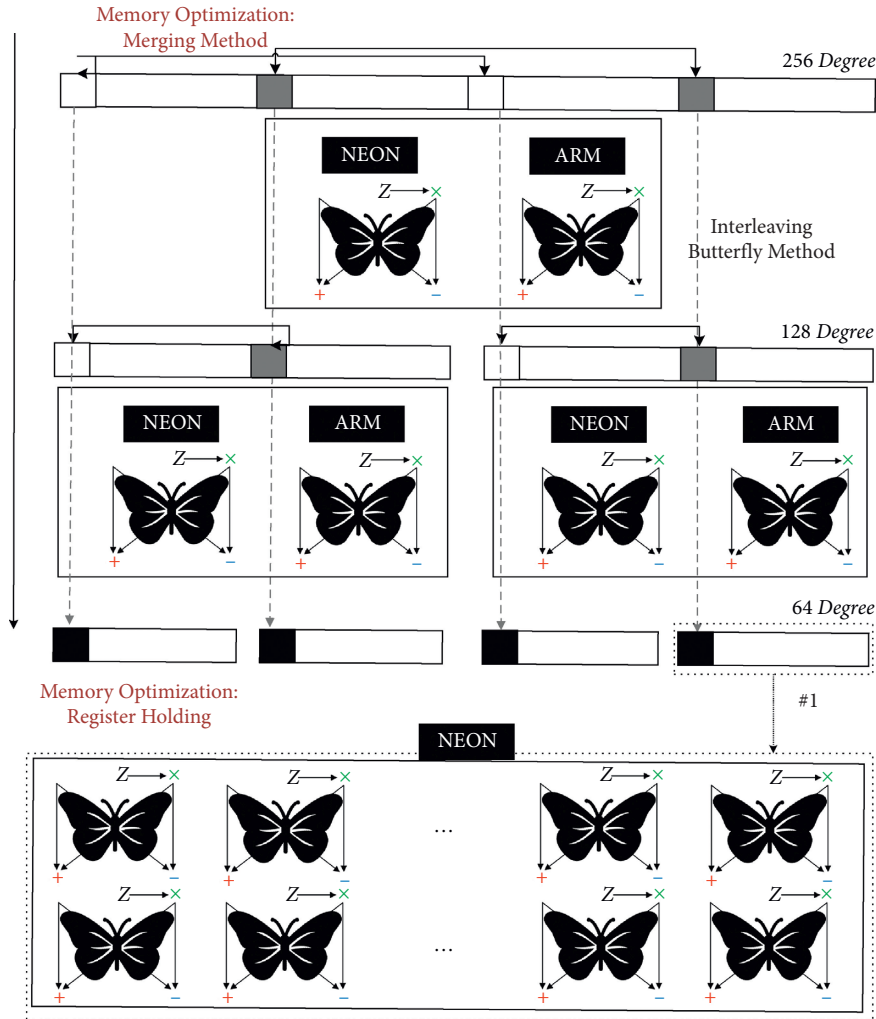 Memory Optimization:
Merging Method
256 Degree
NEON
ARM
Z × Z ×
+ − + −
Interleaving
Butterfly Method
128 Degree
NEON ARM NEON ARM
Z × Z × Z × Z ×
+ − + − + − + −
64 Degree
Memory Optimization:
Register Holding
#1
NEON
Z × Z × Z × Z ×
...
+ − + − + − + −
Z × Z × Z × Z ×
...
+ − + − + − + −